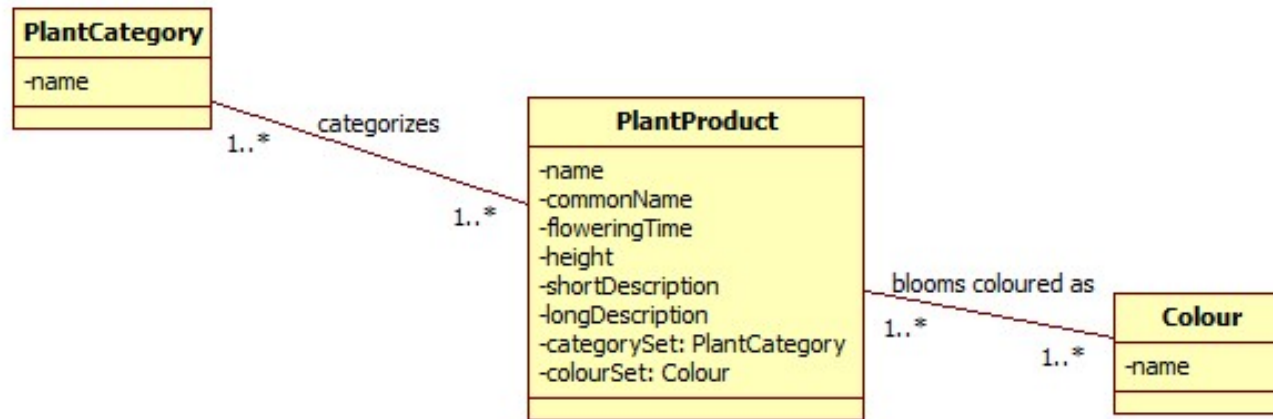 PlantCategory
-name
categorizes
1..*
1..*
PlantProduct
-name
-commonName
-floweringTime
-height
-shortDescription
-longDescription
-categorySet: PlantCategory
-colourSet: Colour
blooms coloured as
1..*
1..*
Colour
-name